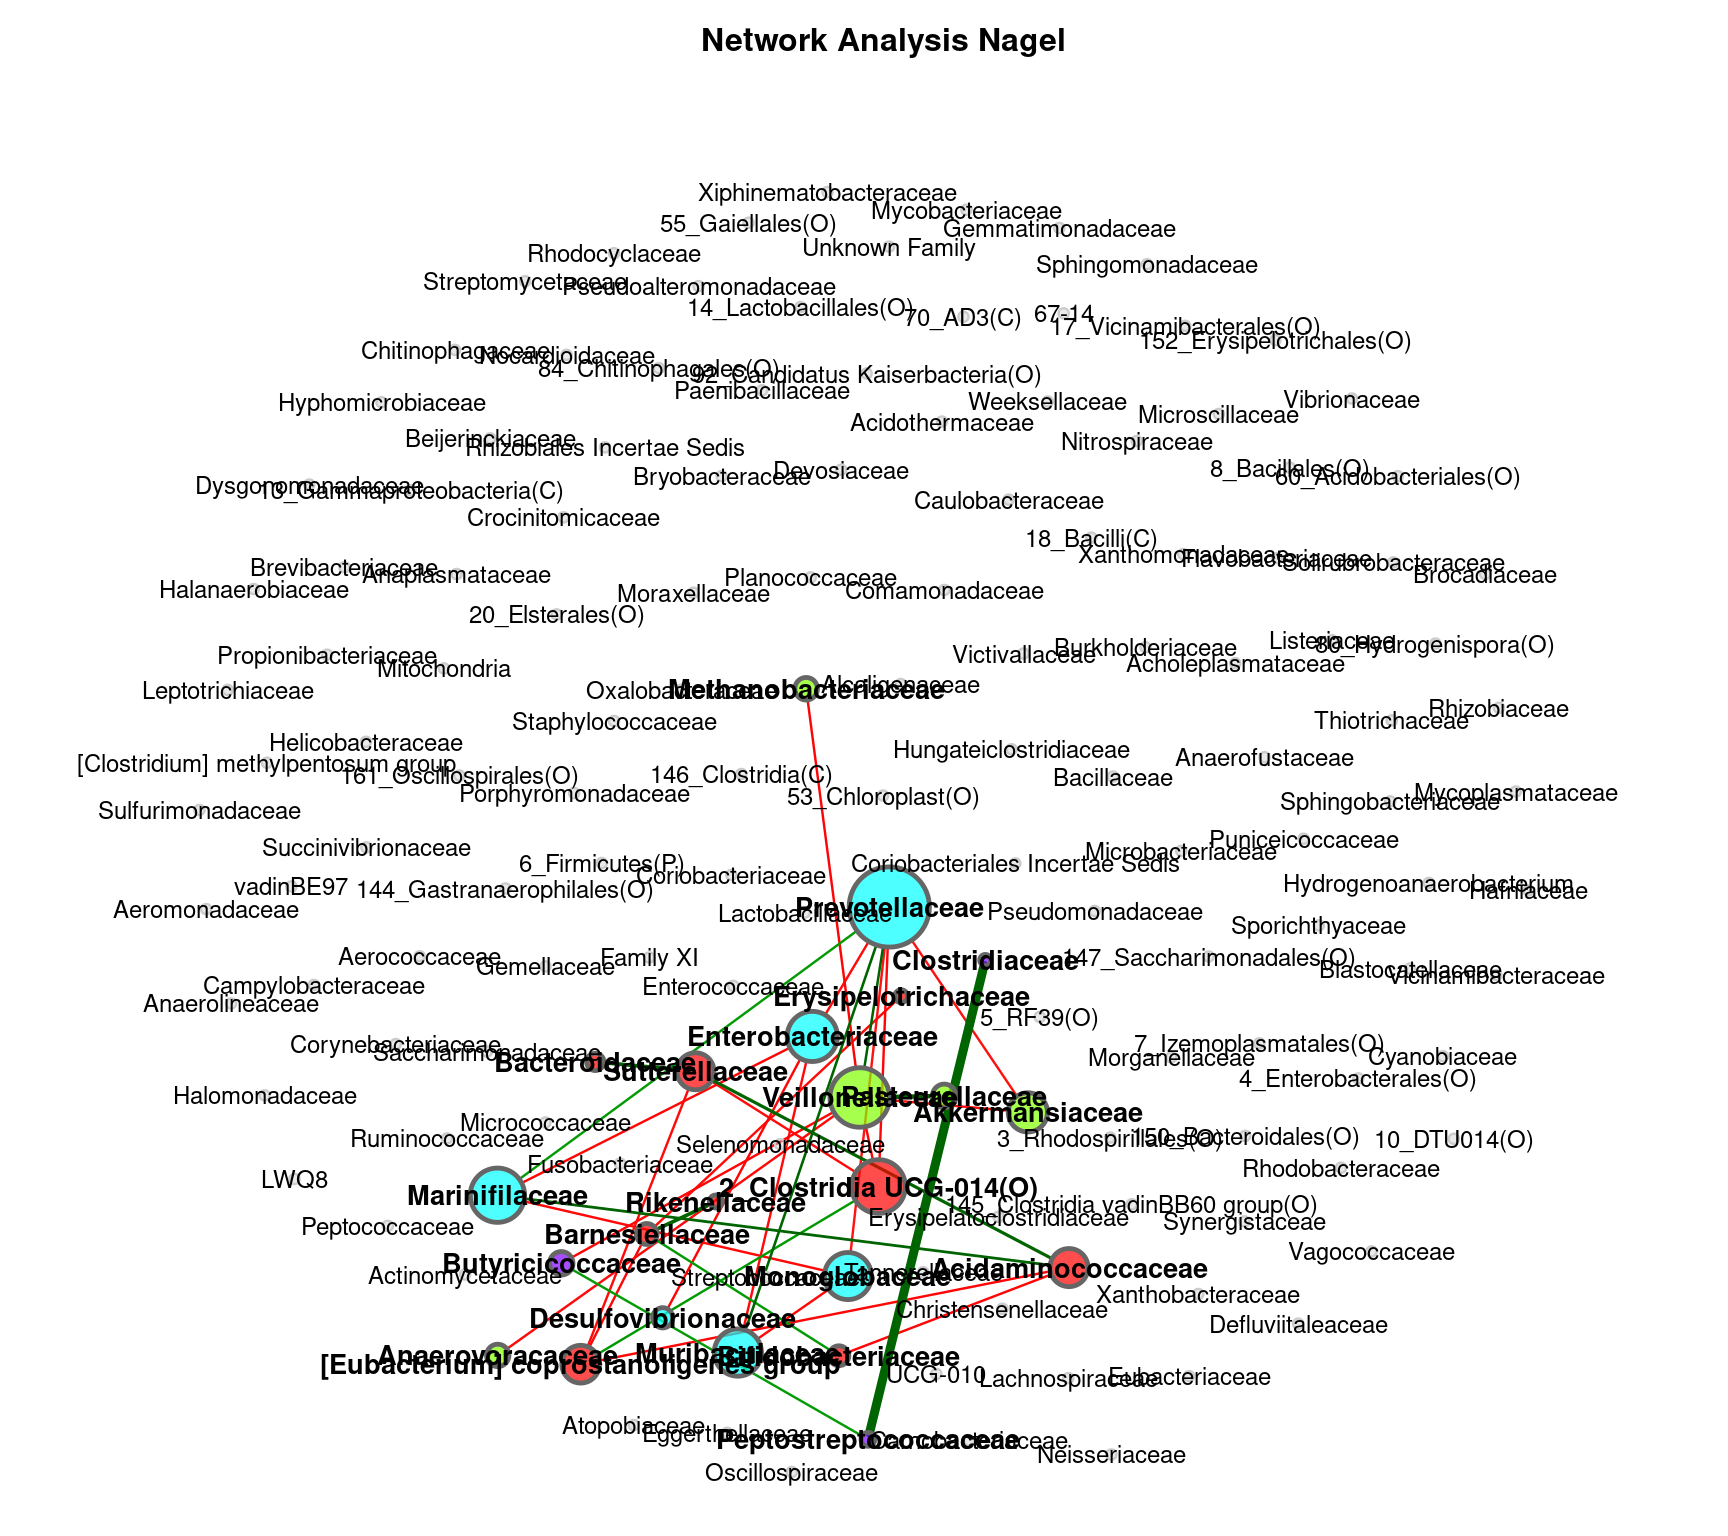 Network Analysis Nagel
Xiphinematobacteraceae
Mycobacteriaceae
55_Gaiellales(O)
Gemmatimonadaceae
Unknown Family
Rhodocyclaceae
Sphingomonadaceae
Streptomycetaceae
Pseudoalteromonadaceae
14_Lactobacillales(O)
70_AD3(C)
67-14
17_Vicinamibacterales(O)
152_Erysipelotrichales(O)
Chitinophagaceae
Nocardioidaceae
84_Chitinophagales(O)
92_Candidatus Kaiserbacteria(O)
Paenibacillaceae
Hyphomicrobiaceae
Weeksellaceae
Vibrionaceae
Microscillaceae
Acidothermaceae
Beijerinckiaceae
Rhizobiales Incertae Sedis
Nitrospiraceae
Devosiaceae
8_Bacillales(O)
Bryobacteraceae
60_Acidobacteriales(O)
Dysgonomonadaceae
13_Gammaproteobacteria(C)
Caulobacteraceae
Crocinitomicaceae
18_Bacilli(C)
Xanthomonadaceae
Flavobacteriaceae
Solirubrobacteraceae
Brevibacteriaceae
Anaplasmataceae
Brocadiaceae
Planococcaceae
Halanaerobiaceae
Moraxellaceae
Comamonadaceae
20_Elsterales(O)
Listeriaceae
80_Hydrogenispora(O)
Burkholderiaceae
Propionibacteriaceae
Victivallaceae
Acholeplasmataceae
Mitochondria
Leptotrichiaceae
Oxalobacteraceae
Methanobacteriaceae
Alcaligenaceae
Rhizobiaceae
Staphylococcaceae
Thiotrichaceae
Helicobacteraceae
Hungateiclostridiaceae
Anaerofustaceae
[Clostridium] methylpentosum group
161_Oscillospirales(O)
146_Clostridia(C)
Bacillaceae
Porphyromonadaceae
53_Chloroplast(O)
Mycoplasmataceae
Sphingobacteriaceae
Sulfurimonadaceae
Puniceicoccaceae
Succinivibrionaceae
Microbacteriaceae
6_Firmicutes(P)
Coriobacteriales Incertae Sedis
Coriobacteriaceae
vadinBE97
144_Gastranaerophilales(O)
Hydrogenoanaerobacterium
Hafniaceae
Aeromonadaceae
Prevotellaceae
Lactobacillaceae
Pseudomonadaceae
Sporichthyaceae
Aerococcaceae
Gemellaceae
Family XI
Clostridiaceae
147_Saccharimonadales(O)
Blastocatellaceae
Vicinamibacteraceae
Campylobacteraceae
Enterococcaceae
Anaerolineaceae
Erysipelotrichaceae
5_RF39(O)
Enterobacteriaceae
Corynebacteriaceae
Saccharimonadaceae
7_Izemoplasmatales(O)
Bacteroidaceae
Sutterellaceae
Morganellaceae
Cyanobiaceae
4_Enterobacterales(O)
Halomonadaceae
Veillonellaceae
Pasteurellaceae
Akkermansiaceae
Micrococcaceae
Ruminococcaceae
Selenomonadaceae
3_Rhodospirillales(O)
150_Bacteroidales(O)
10_DTU014(O)
Fusobacteriaceae
Rhodobacteraceae
LWQ8
Marinifilaceae
Rikenellaceae
2_Clostridia UCG-014(O)
145_Clostridia vadinBB60 group(O)
Peptococcaceae
Barnesiellaceae
Erysipelatoclostridiaceae
Synergistaceae
Vagococcaceae
Actinomycetaceae
Butyricicoccaceae
Streptococcaceae
Monoglobaceae
Tannerellaceae
Acidaminococcaceae
Xanthobacteraceae
Desulfovibrionaceae
Christensenellaceae
Defluviitaleaceae
Anaerovoracaceae
[Eubacterium] coprostanoligenes group
Muribaculaceae
Bifidobacteriaceae
UCG-010
Lachnospiraceae
Eubacteriaceae
Atopobiaceae
Eggerthellaceae
Peptostreptococcaceae
Carnobacteriaceae
Neisseriaceae
Oscillospiraceae